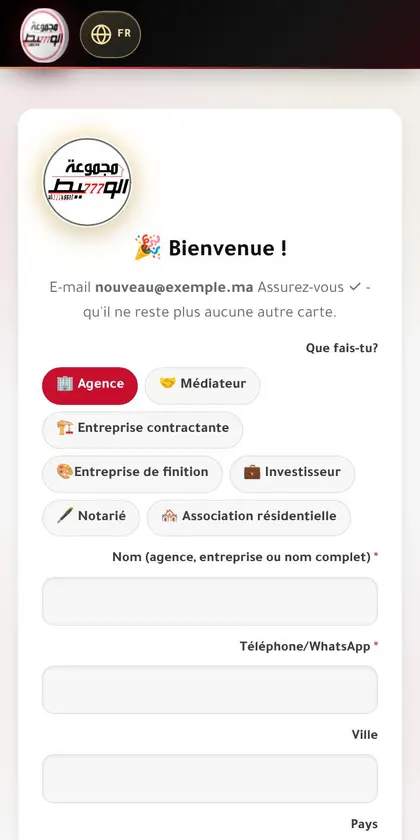 مجموعة
الوسيط777
FR
مجموعة
الوسيط777
🎉 Bienvenue !
E-mail nouveau@exemple.ma Assurez-vous ✓ -
qu'il ne reste plus aucune autre carte.
Que fais-tu?
🏢 Agence
🤝 Médiateur
🏗️ Entreprise contractante
🎨Entreprise de finition
💼 Investisseur
🖋️ Notarié
🏘️ Association résidentielle
Nom (agence, entreprise ou nom complet) *
Téléphone/WhatsApp *
Ville
Pays